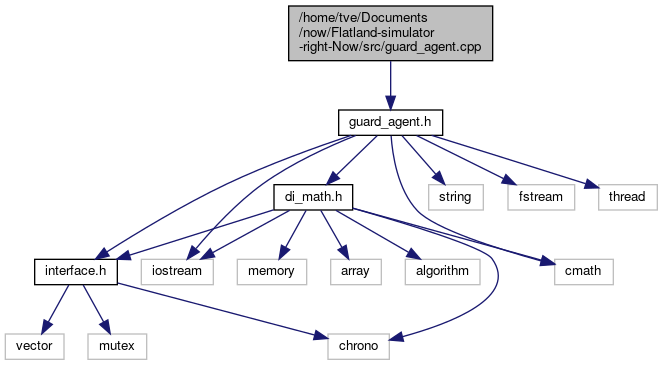 /home/tve/Documents
/now/Flatland-simulator
-right-Now/src/guard_agent.cpp
guard_agent.h
di_math.h
string
fstream
thread
interface.h
iostream
memory
array
algorithm
cmath
vector
mutex
chrono